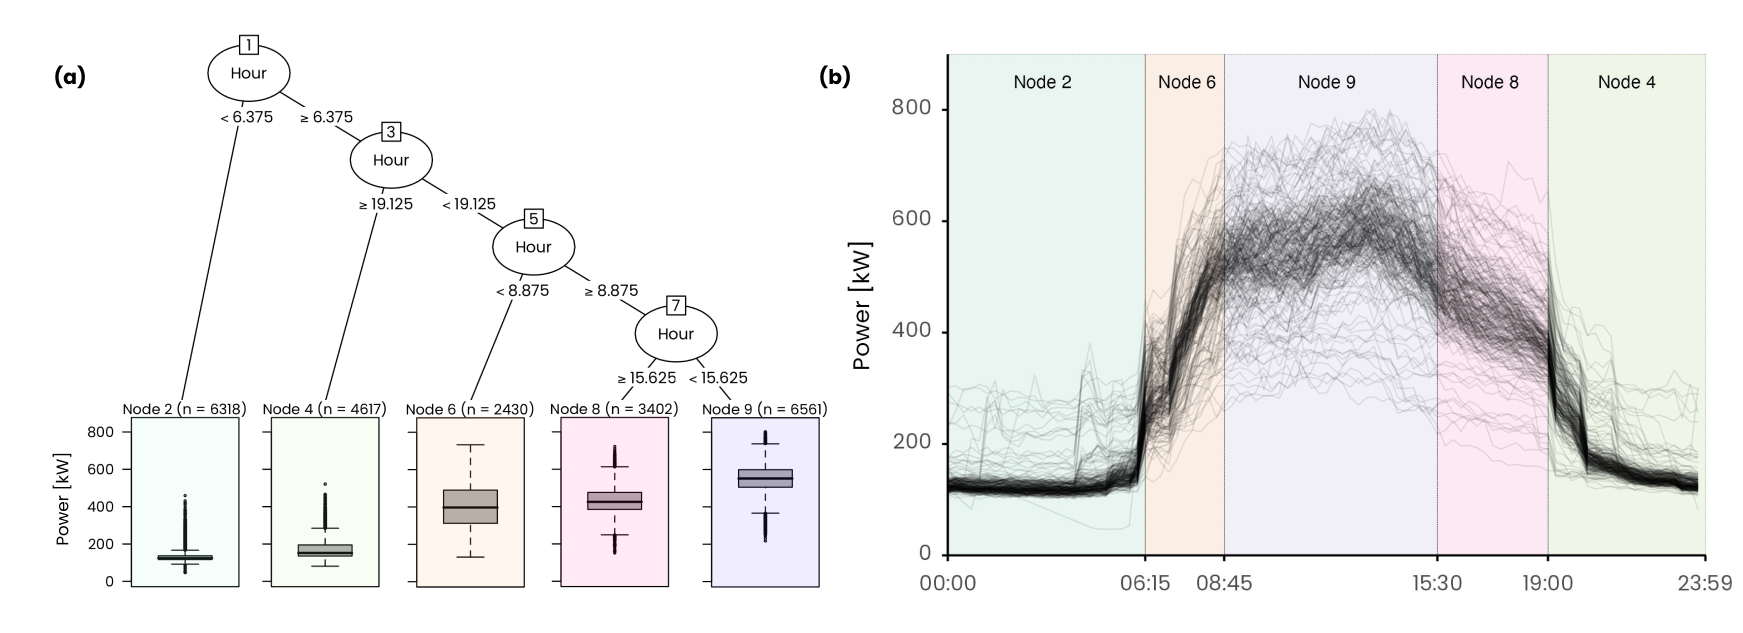 (a)
1
Hour
< 6.375
≥ 6.375
3
Hour
≥ 19.125
< 19.125
5
Hour
< 8.875
≥ 8.875
7
Hour
≥ 15.625
< 15.625
Node 2 (n = 6318)
Node 4 (n = 4617)
Node 6 (n = 2430)
Node 8 (n = 3402)
Node 9 (n = 6561)
Power [kW]
800
600
400
200
0
(b)
Node 2
Node 6
Node 9
Node 8
Node 4
Power [kW]
800
600
400
200
0
00:00
06:15
08:45
15:30
19:00
23:59